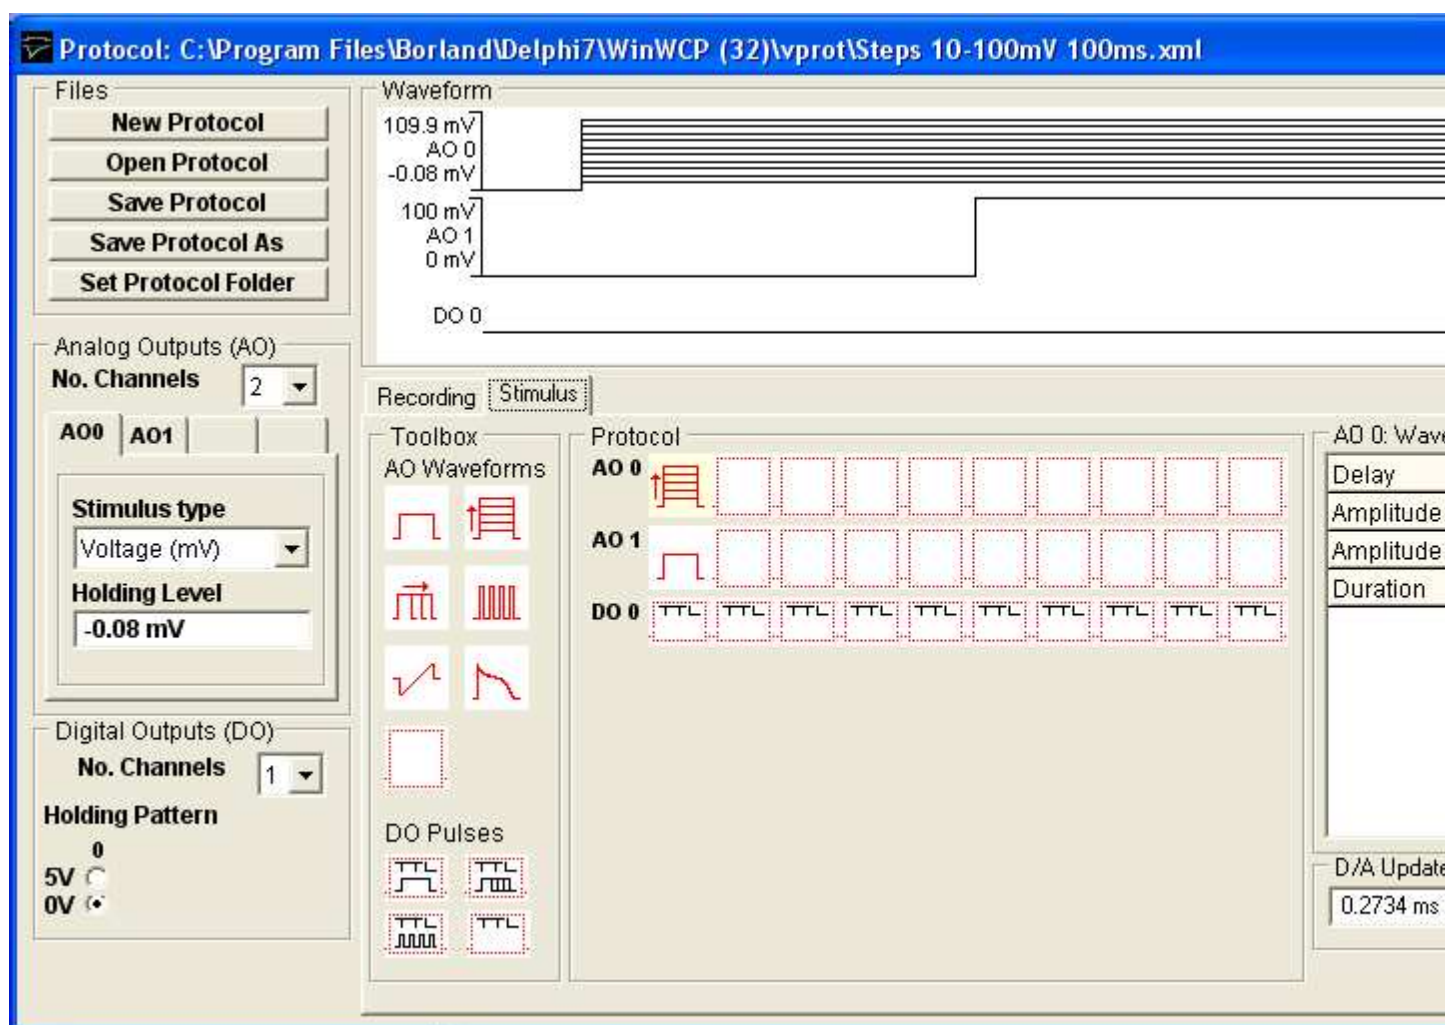 Protocol: C:\Program Files\Borland\Delphi7\WinWCP (32)\vprot\Steps 10-100mV 100ms.xml
Files
New Protocol
Open Protocol
Save Protocol
Save Protocol As
Set Protocol Folder
Waveform
109.9 mV
AO 0
-0.08 mV
100 mV
AO 1
0 mV
DO 0
Analog Outputs (AO)
No. Channels 2
AO0 AO1
Stimulus type
Voltage (mV)
Holding Level
-0.08 mV
Digital Outputs (DO)
No. Channels 1
Holding Pattern
0
5V
0V
Recording Stimulus
Toolbox
AO Waveforms
DO Pulses
TTL TTL
TTL TTL
Protocol
AO 0
AO 1
DO 0 TTL TTL TTL TTL TTL TTL TTL TTL TTL TTL
AO 0: Wave
Delay
Amplitude
Amplitude
Duration
D/A Update
0.2734 ms